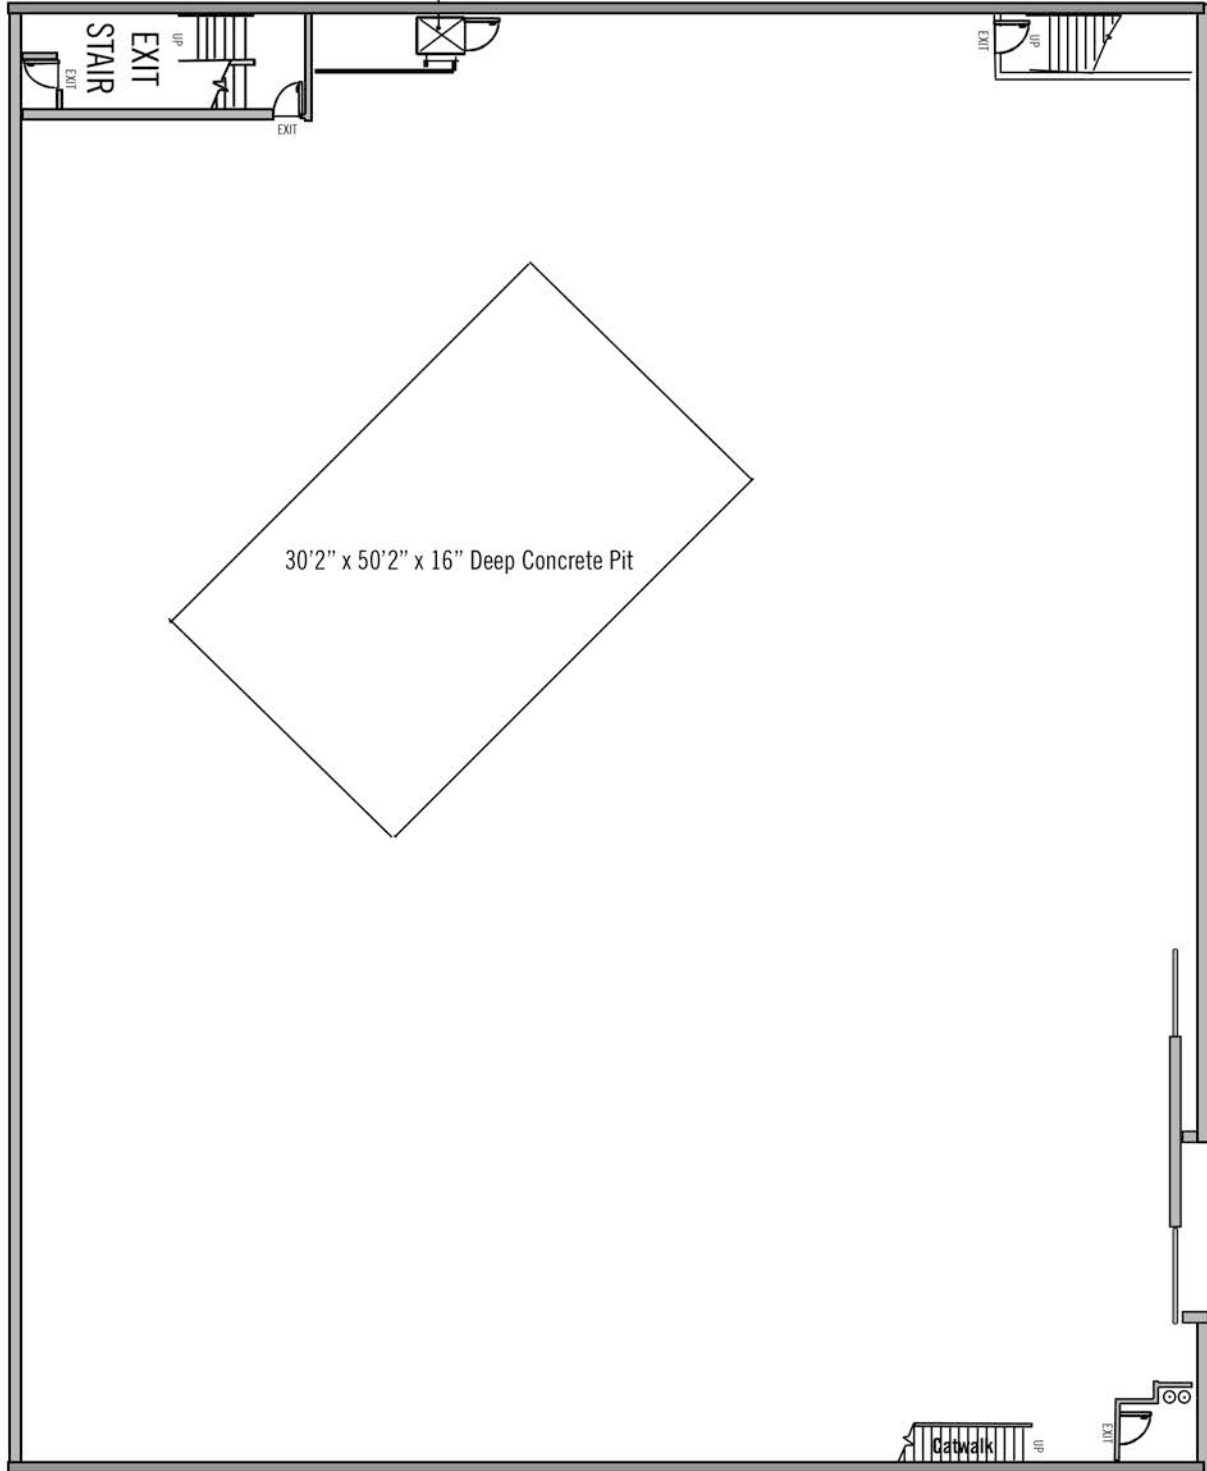 EXIT
STAIR
UP
EXIT
EXIT
EXIT
UP
30’2” x 50’2” x 16” Deep Concrete Pit
Catwalk
UP
EXIT